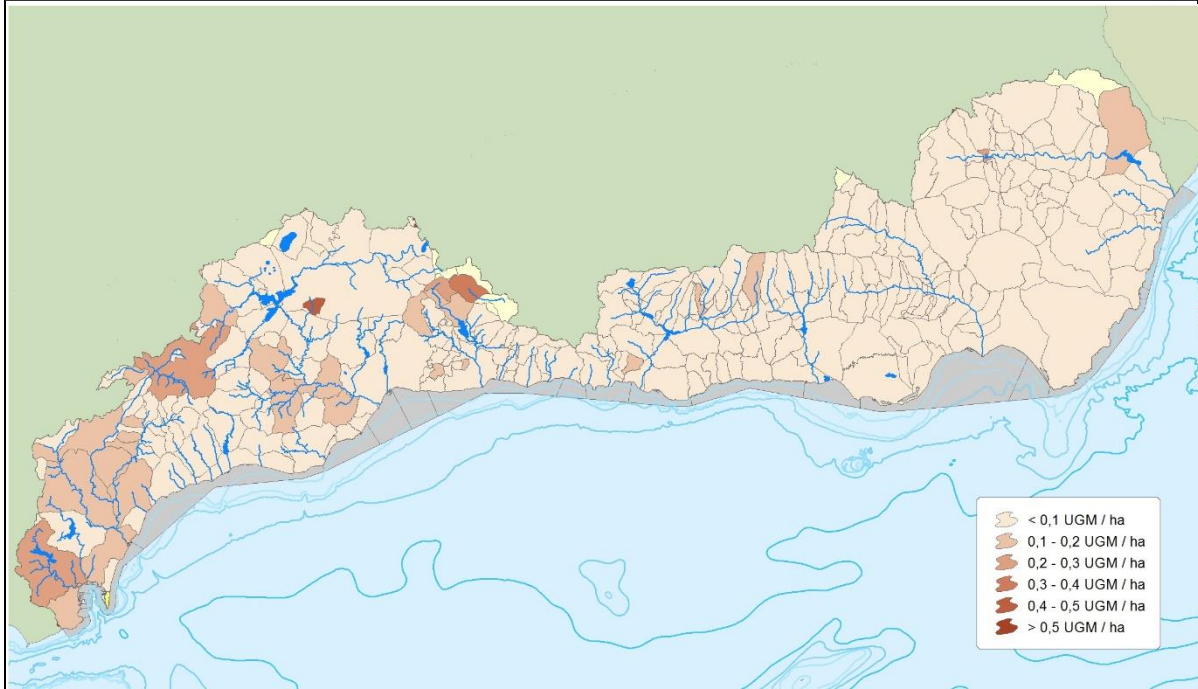 < 0,1 UGM / ha
0,1 - 0,2 UGM / ha
0,2 - 0,3 UGM / ha
0,3 - 0,4 UGM / ha
0,4 - 0,5 UGM / ha
> 0,5 UGM / ha